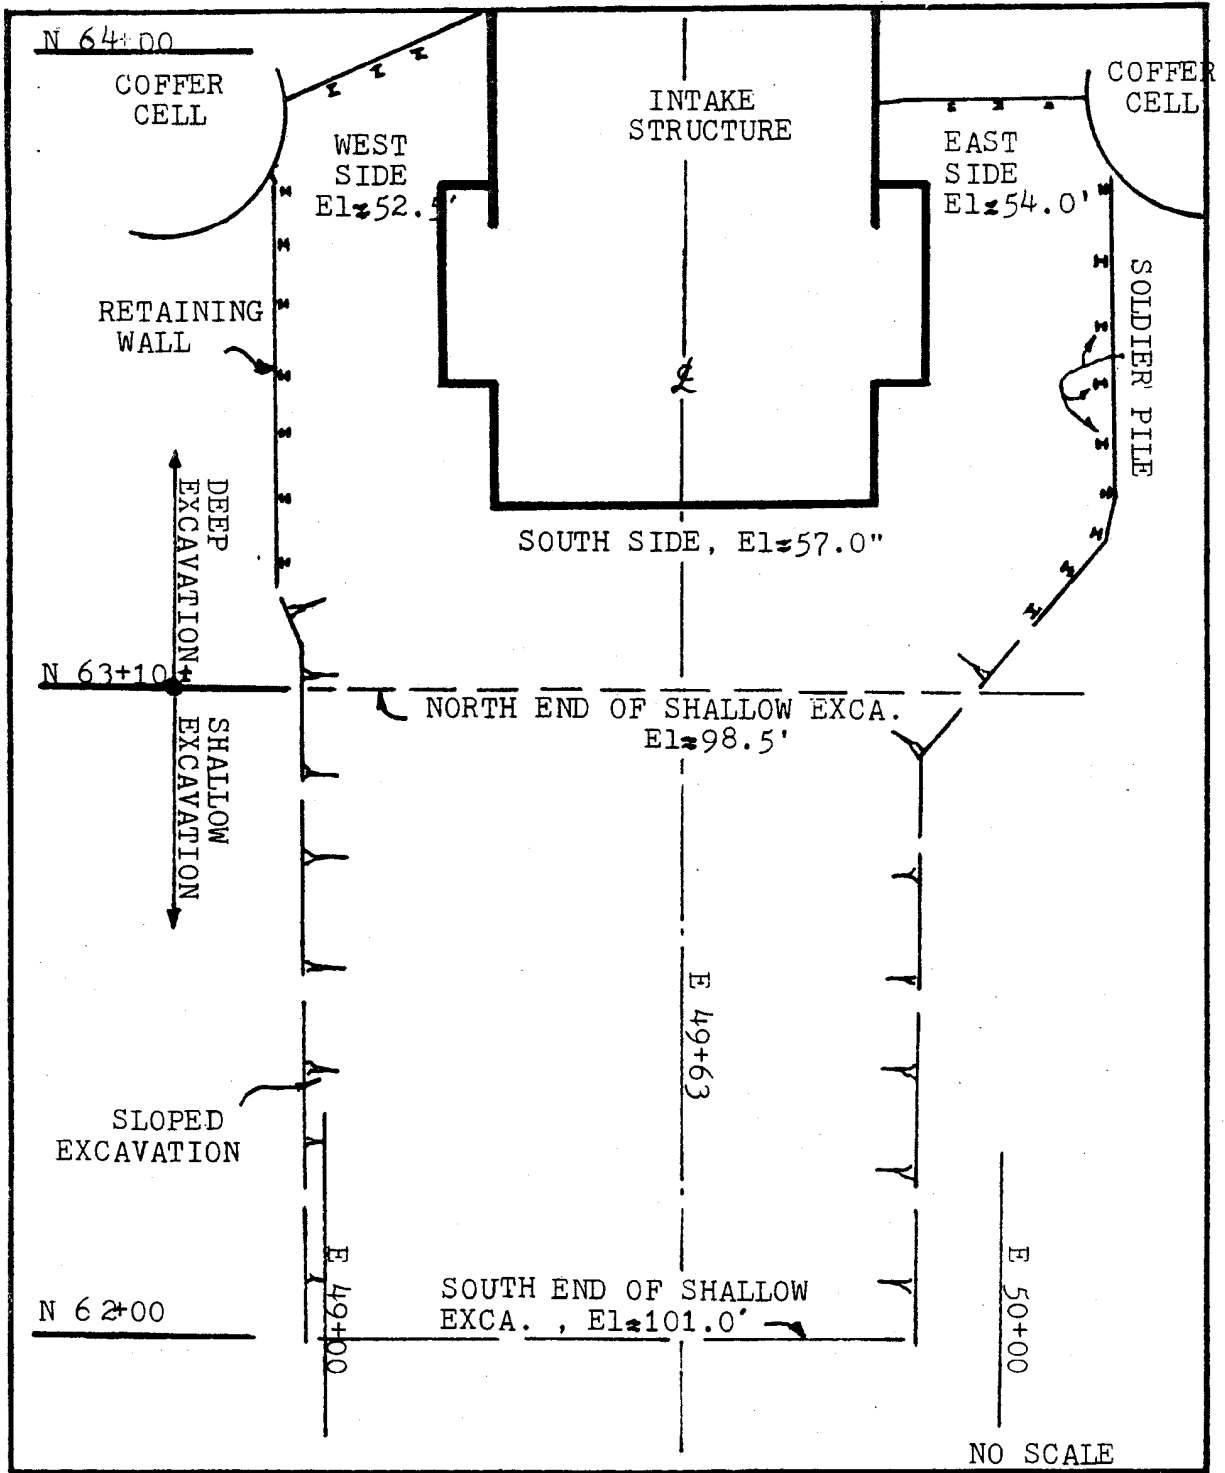 N 64+00
COFFER
CELL
WEST
SIDE
El≈52.5'
INTAKE
STRUCTURE
COFFER
CELL
EAST
SIDE
El≈54.0'
RETAINING
WALL
SOLDIER PILE
℄
DEEP
EXCAVATION
SOUTH SIDE, El≈57.0"
N 63+10±
NORTH END OF SHALLOW EXCA.
El≈98.5'
SHALLOW
EXCAVATION
E 49+63
SLOPED
EXCAVATION
E 49+00
E 50+00
N 62+00
SOUTH END OF SHALLOW
EXCA. , El≈101.0'
NO SCALE